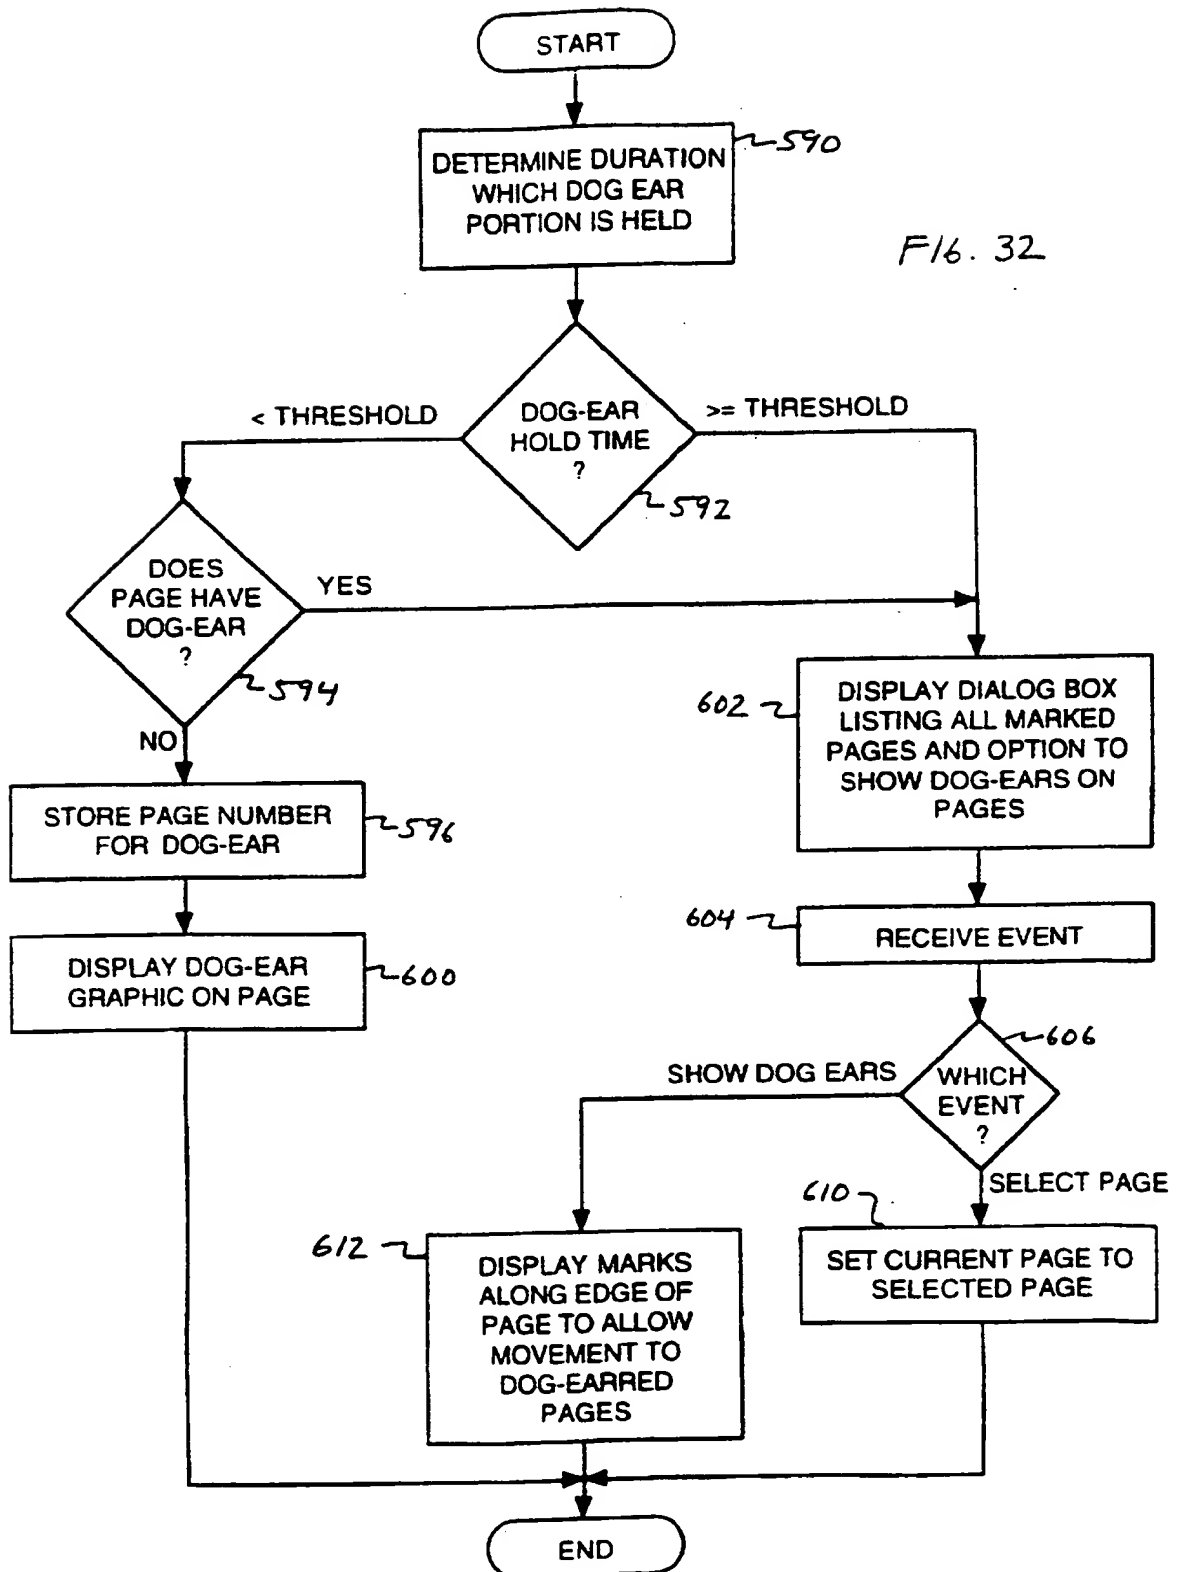 START
DETERMINE DURATION
WHICH DOG EAR
PORTION IS HELD
590
FIG. 32
< THRESHOLD
DOG-EAR
HOLD TIME
?
>= THRESHOLD
592
DOES
PAGE HAVE
DOG-EAR
?
YES
594
NO
602
DISPLAY DIALOG BOX
LISTING ALL MARKED
PAGES AND OPTION TO
SHOW DOG-EARS ON
PAGES
STORE PAGE NUMBER
FOR DOG-EAR
596
604
RECEIVE EVENT
DISPLAY DOG-EAR
GRAPHIC ON PAGE
600
606
SHOW DOG EARS
WHICH
EVENT
?
SELECT PAGE
610
612
DISPLAY MARKS
ALONG EDGE OF
PAGE TO ALLOW
MOVEMENT TO
DOG-EARRED
PAGES
SET CURRENT PAGE TO
SELECTED PAGE
END